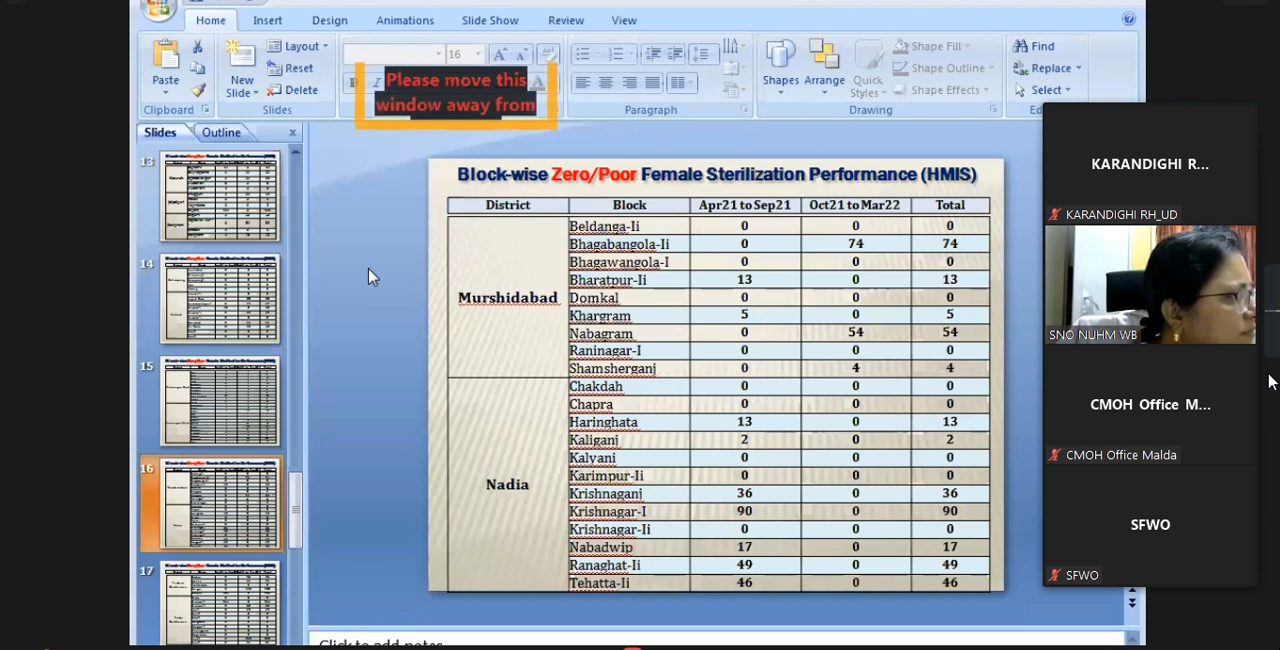 Home Insert Design Animations Slide Show Review View
Paste
Clipboard
New
Slide
Layout
Reset
Delete
Slides
16
Please move this
window away from
Paragraph
Shapes Arrange Quick
Styles
Shape Fill
Shape Outline
Shape Effects
Drawing
Find
Replace
Select
Slides Outline
13
14
15
16
17
Block-wise Zero/Poor Female Sterilization Performance (HMIS)
District Block Apr21 to Sep21 Oct21 to Mar22 Total
Murshidabad
Beldanga-Ii 0 0 0
Bhagabangola-Ii 0 74 74
Bhagawangola-I 0 0 0
Bharatpur-Ii 13 0 13
Domkal 0 0 0
Khargram 5 0 5
Nabagram 0 54 54
Raninagar-I 0 0 0
Shamsherganj 0 4 4
Nadia
Chakdah 0 0 0
Chapra 0 0 0
Haringhata 13 0 13
Kaliganj 2 0 2
Kalyani 0 0 0
Karimpur-Ii 0 0 0
Krishnaganj 36 0 36
Krishnagar-I 90 0 90
Krishnagar-Ii 0 0 0
Nabadwip 17 0 17
Ranaghat-Ii 49 0 49
Tehatta-Ii 46 0 46
Click to add notes
KARANDIGHI R...
KARANDIGHI RH_UD
SNO NUHM WB
CMOH Office M...
CMOH Office Malda
SFWO
SFWO